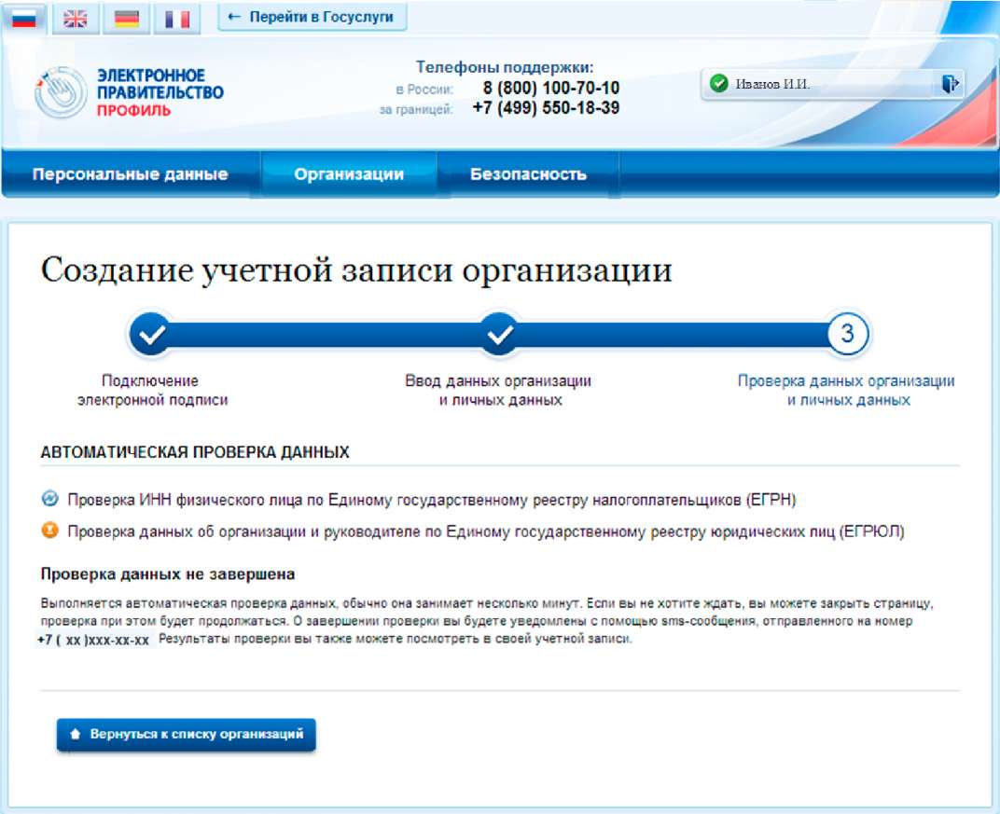 ← Перейти в Госуслуги
ЭЛЕКТРОННОЕ
ПРАВИТЕЛЬСТВО
ПРОФИЛЬ
Телефоны поддержки:
в России: 8 (800) 100-70-10
за границей: +7 (499) 550-18-39
Иванов И.И.
Персональные данные Организации Безопасность
Создание учетной записи организации
3
Подключение
электронной подписи
Ввод данных организации
и личных данных
Проверка данных организации
и личных данных
АВТОМАТИЧЕСКАЯ ПРОВЕРКА ДАННЫХ
Проверка ИНН физического лица по Единому государственному реестру налогоплательщиков (ЕГРН)
Проверка данных об организации и руководителе по Единому государственному реестру юридических лиц (ЕГРЮЛ)
Проверка данных не завершена
Выполняется автоматическая проверка данных, обычно она занимает несколько минут. Если вы не хотите ждать, вы можете закрыть страницу,
проверка при этом будет продолжаться. О завершении проверки вы будете уведомлены с помощью sms-сообщения, отправленного на номер
+7 ( xx )xxx-xx-xx Результаты проверки вы также можете посмотреть в своей учетной записи.
Вернуться к списку организаций